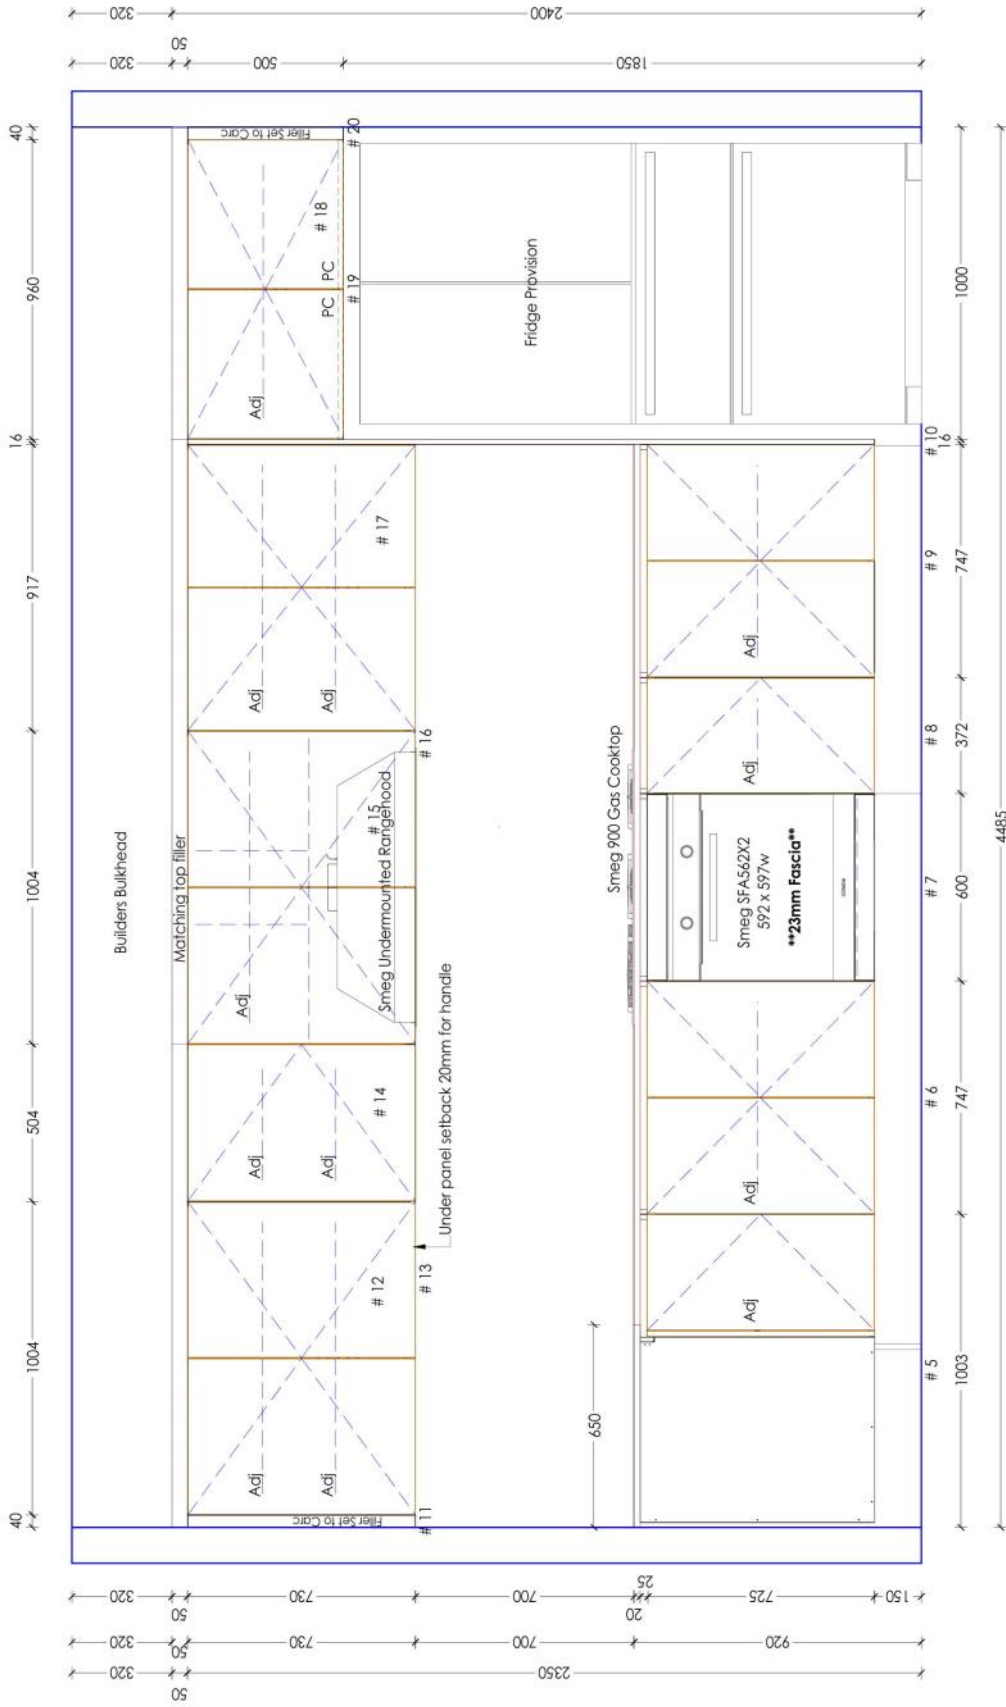 40
1004
504
1004
917
16
960
40
320
50
730
700
20
25
725
150
320
50
730
700
920
320
50
2350
Builders Bulkhead
Matching top filler
Filler Set to Carc
Adj
Adj
# 12
Adj
Adj
# 14
Adj
# 15
Smeg Undermounted Rangehood
Adj
Adj
# 17
Adj
PC
PC
# 18
Filler Set to Carc
# 11
# 13
# 16
# 19
# 20
Under panel setback 20mm for handle
Fridge Provision
650
Smeg 900 Gas Cooktop
Adj
Adj
Smeg SFA562X2
592 x 597w
**23mm Fascia**
Adj
Adj
# 5
# 6
# 7
# 8
# 9
# 10
1003
747
600
372
747
16
1000
4485
320
50
500
1850
320
2400